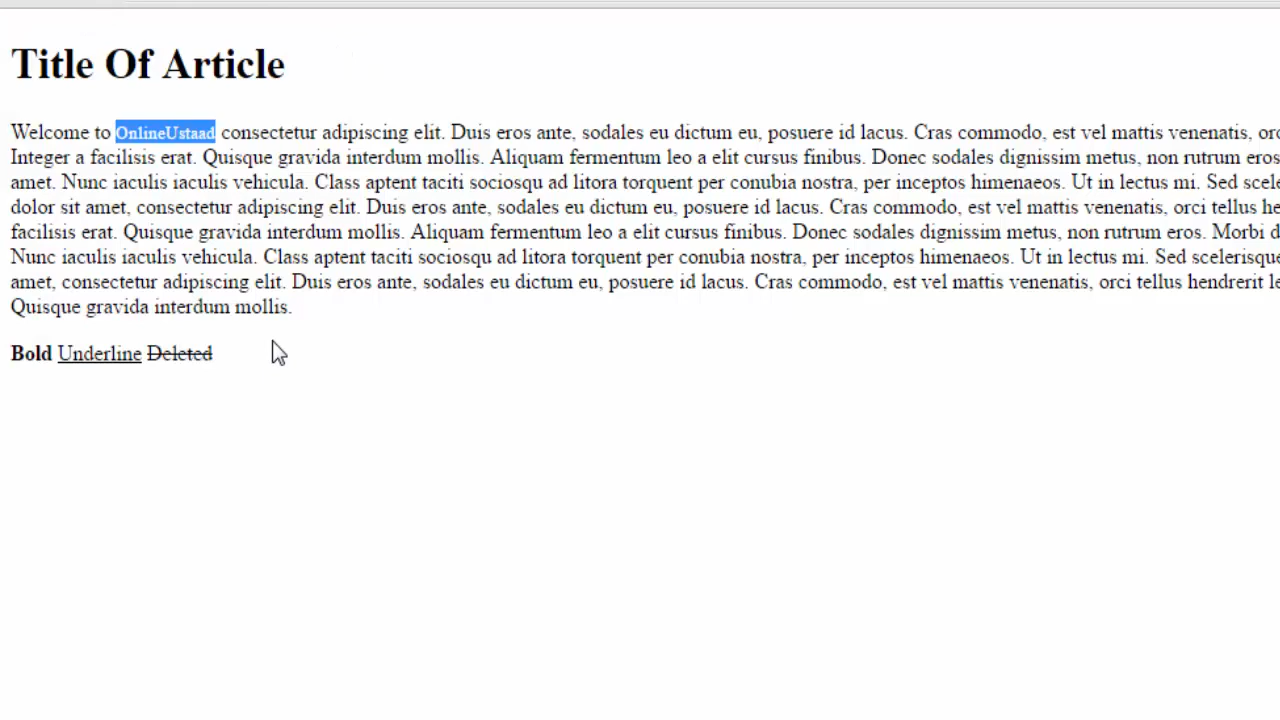 Title Of Article
Welcome to OnlineUstaad consectetur adipiscing elit. Duis eros ante, sodales eu dictum eu, posuere id lacus. Cras commodo, est vel mattis venenatis,
Integer a facilisis erat. Quisque gravida interdum mollis. Aliquam fermentum leo a elit cursus finibus. Donec sodales dignissim metus, non rutrum eros
amet. Nunc iaculis iaculis vehicula. Class aptent taciti sociosqu ad litora torquent per conubia nostra, per inceptos himenaeos. Ut in lectus mi. Sed
dolor sit amet, consectetur adipiscing elit. Duis eros ante, sodales eu dictum eu, posuere id lacus. Cras commodo, est vel mattis venenatis, orci tellus
facilisis erat. Quisque gravida interdum mollis. Aliquam fermentum leo a elit cursus finibus. Donec sodales dignissim metus, non rutrum eros. Morbi
Nunc iaculis iaculis vehicula. Class aptent taciti sociosqu ad litora torquent per conubia nostra, per inceptos himenaeos. Ut in lectus mi. Sed scelerisque
amet, consectetur adipiscing elit. Duis eros ante, sodales eu dictum eu, posuere id lacus. Cras commodo, est vel mattis venenatis, orci tellus hendrerit
Quisque gravida interdum mollis.
Bold Underline Deleted